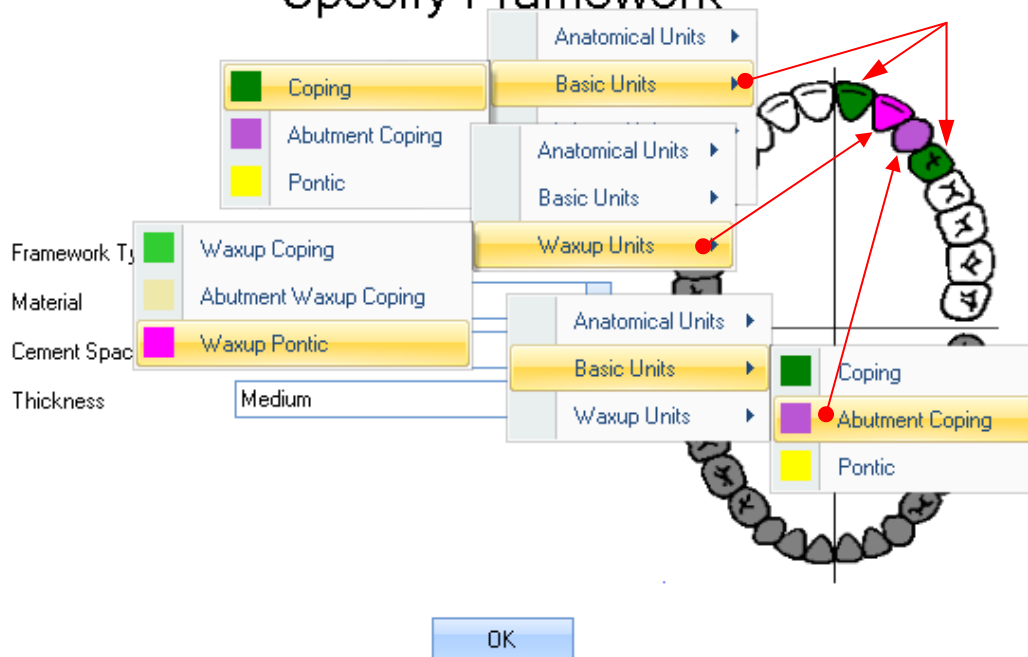 Specify Framework
Anatomical Units
Basic Units
Coping
Abutment Coping
Pontic
Anatomical Units
Basic Units
Waxup Units
Waxup Coping
Abutment Waxup Coping
Waxup Pontic
Framework Ty
Material
Cement Spac
Thickness
Medium
Anatomical Units
Basic Units
Waxup Units
Coping
Abutment Coping
Pontic
OK